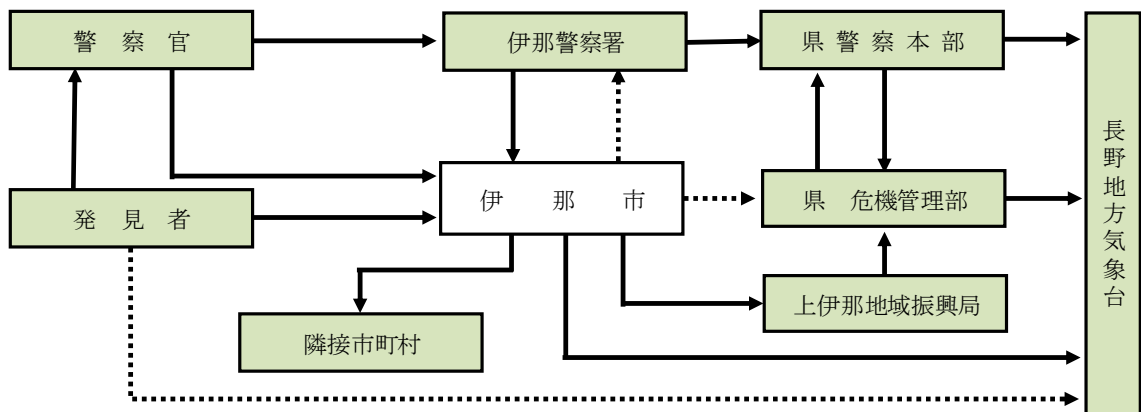 警 察 官
伊那警察署
県 警 察 本 部
長野地方気象台
発 見 者
伊 那 市
県 危機管理部
上伊那地域振興局
隣接市町村